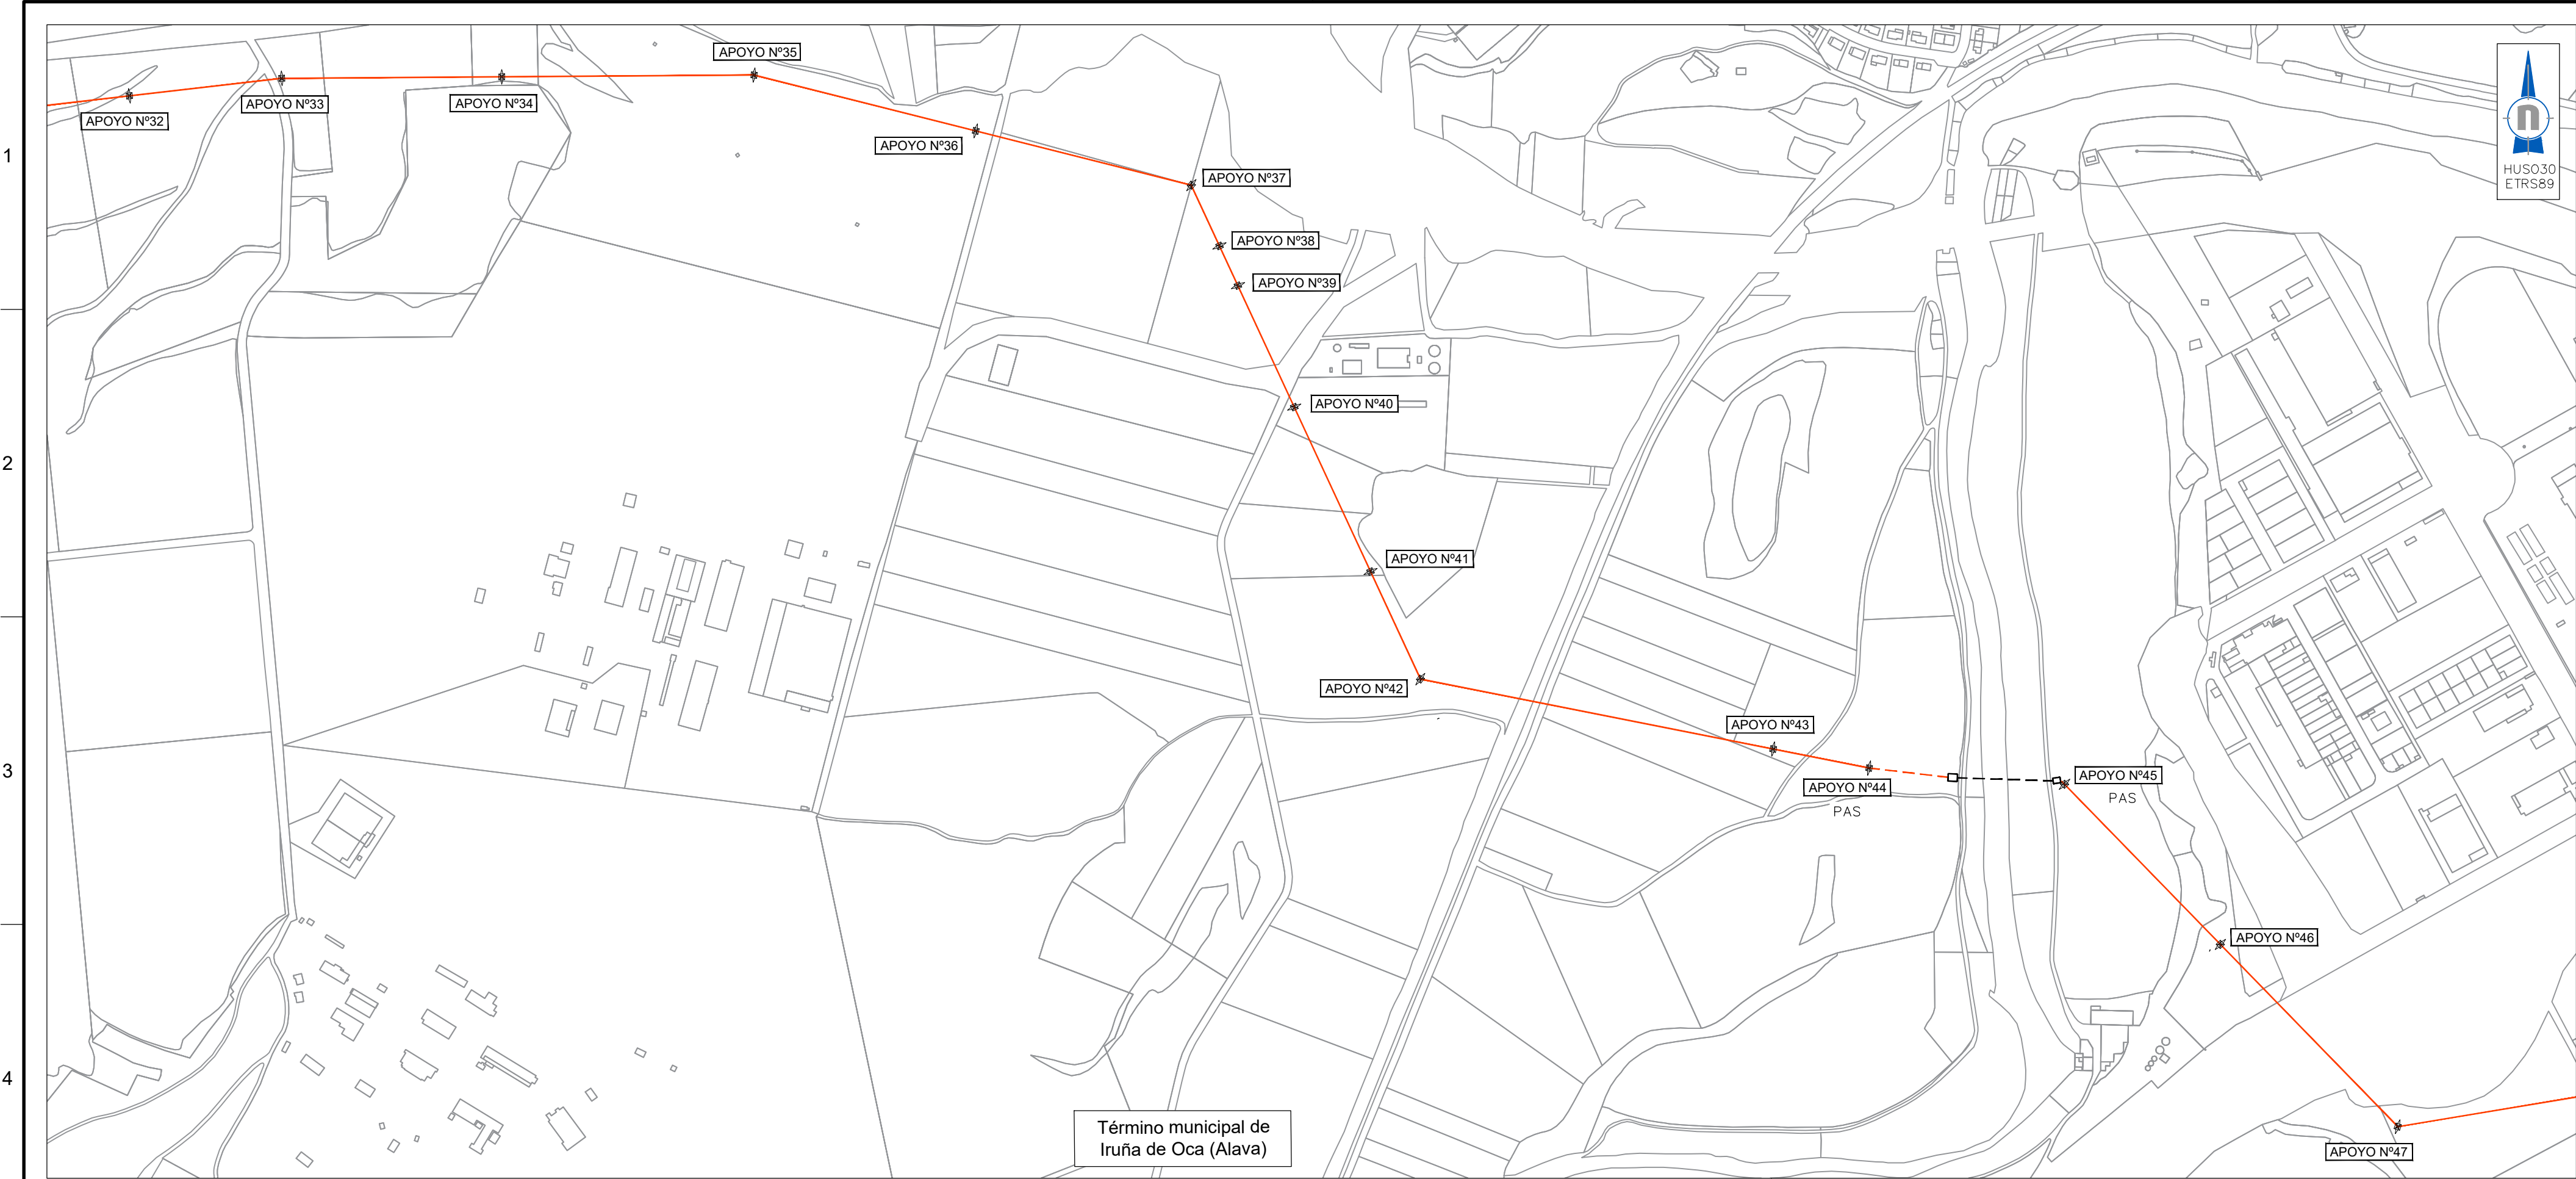 APOYO Nº35
APOYO Nº33
APOYO Nº34
APOYO Nº32
APOYO Nº36
1
n
HUSO30
ETRS89
APOYO Nº37
APOYO Nº38
APOYO Nº39
APOYO Nº40
2
APOYO Nº41
APOYO Nº42
APOYO Nº43
3
APOYO Nº45
PAS
APOYO Nº44
PAS
APOYO Nº46
4
Término municipal de
Iruña de Oca (Alava)
APOYO Nº47